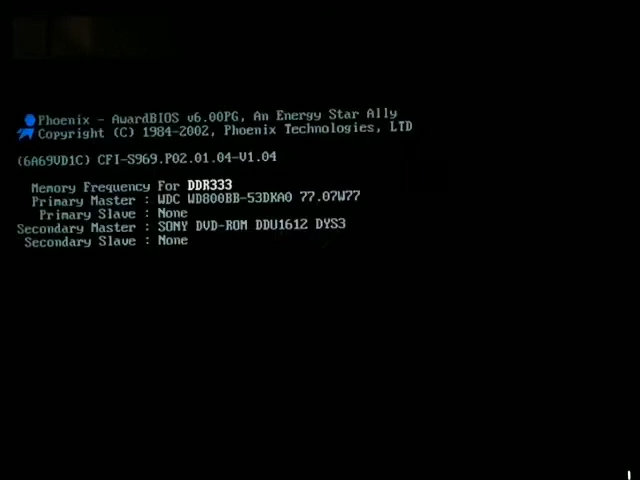 Phoenix - AwardBIOS v6.00PG, An Energy Star Ally
Copyright (C) 1984-2002, Phoenix Technologies, LTD
(6A69VD1C) CFI-S969.P02.01.04-V1.04
Memory Frequency For DDR333
Primary Master : WDC WD800BB-53DKA0 77.07W77
Primary Slave : None
Secondary Master : SONY DVD-ROM DDU1612 DYS3
Secondary Slave : None